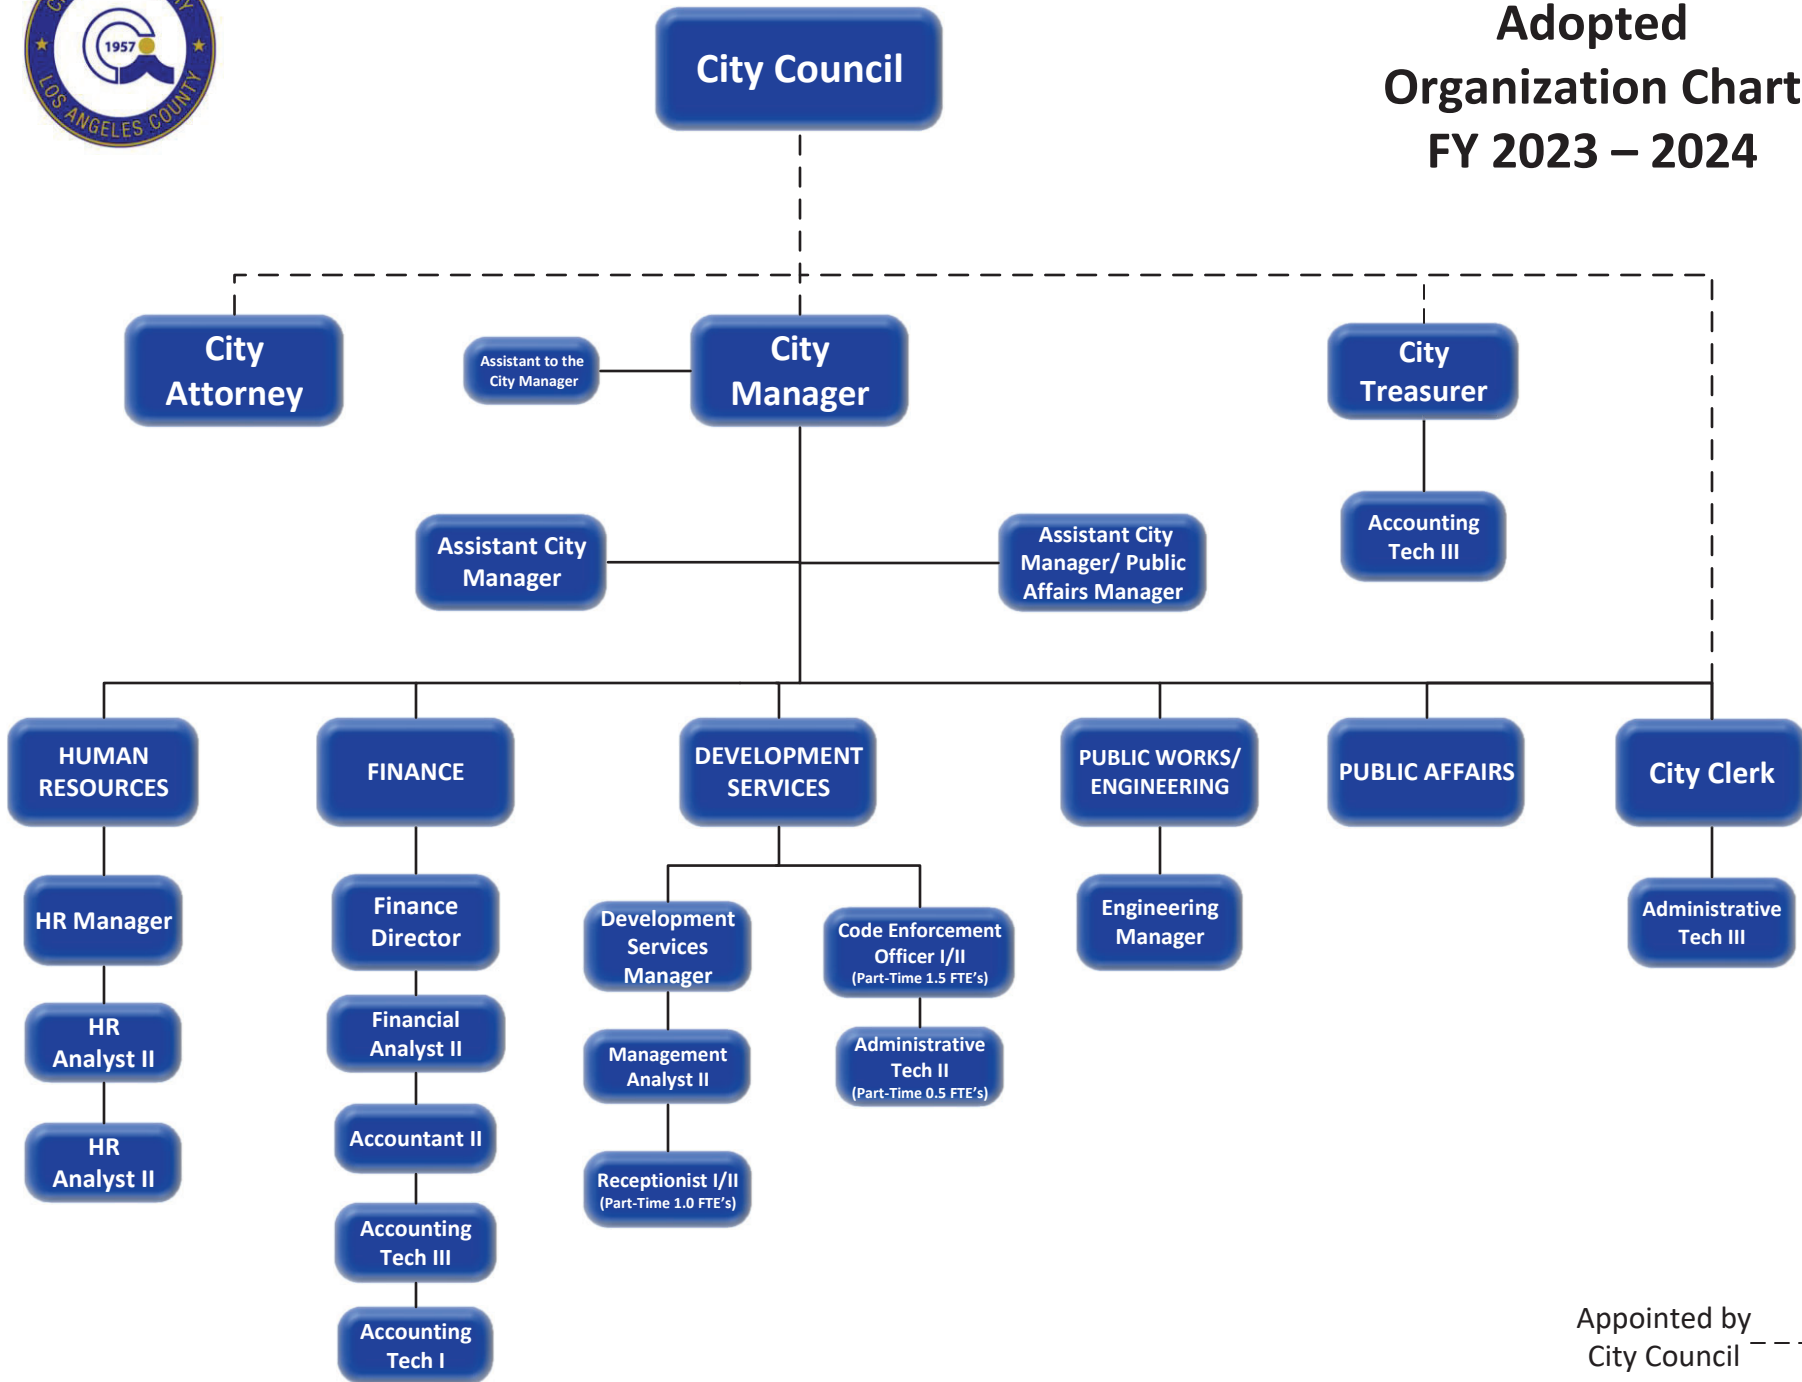 1957
LOS ANGELES COUNTY
Adopted
Organization Chart
FY 2023 – 2024
City Council
City
Attorney
Assistant to the
City Manager
City
Manager
City
Treasurer
Assistant City
Manager
Assistant City
Manager/ Public
Affairs Manager
Accounting
Tech III
HUMAN
RESOURCES
FINANCE
DEVELOPMENT
SERVICES
PUBLIC WORKS/
ENGINEERING
PUBLIC AFFAIRS
City Clerk
HR Manager
HR
Analyst II
HR
Analyst II
Finance
Director
Financial
Analyst II
Accountant II
Accounting
Tech III
Accounting
Tech I
Development
Services
Manager
Management
Analyst II
Receptionist I/II
(Part-Time 1.0 FTE's)
Code Enforcement
Officer I/II
(Part-Time 1.5 FTE's)
Administrative
Tech II
(Part-Time 0.5 FTE's)
Engineering
Manager
Administrative
Tech III
Appointed by
City Council